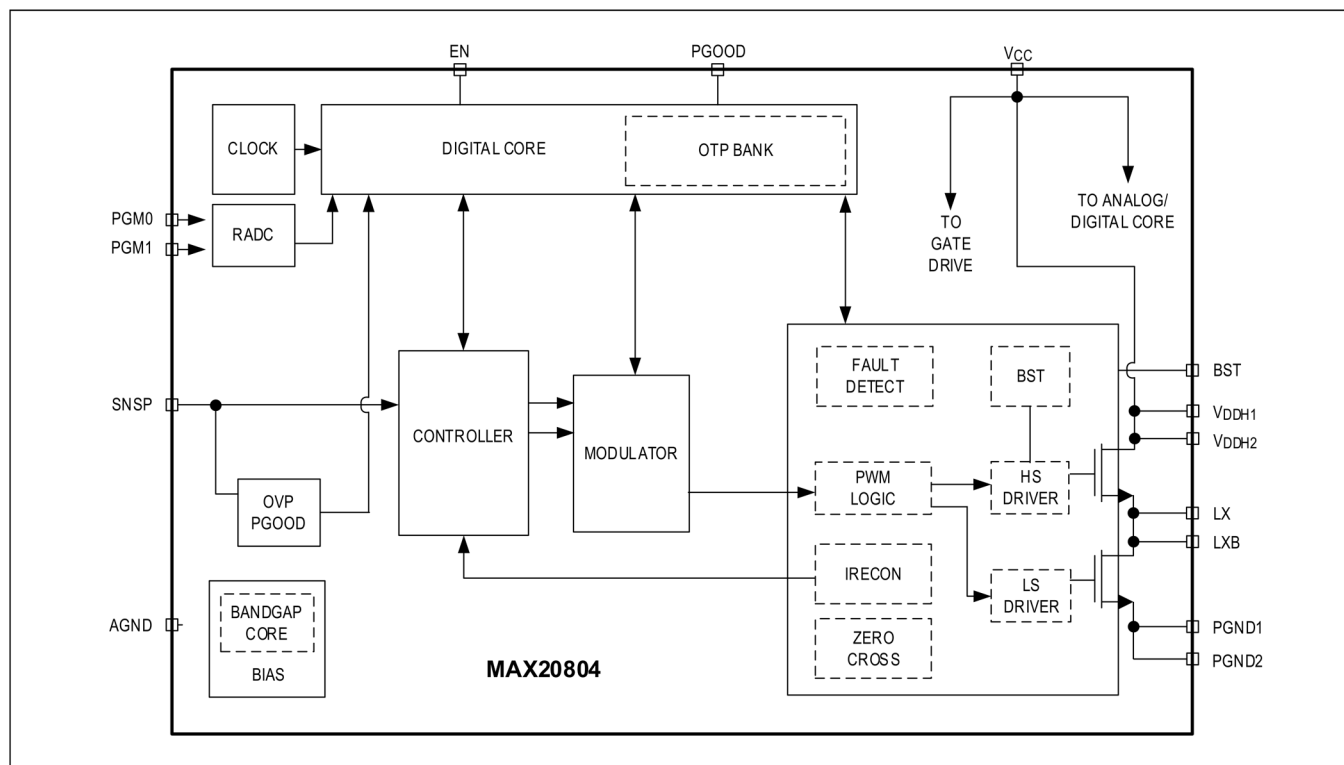 EN
PGOOD
VCC
CLOCK
DIGITAL CORE
OTP BANK
PGM0
PGM1
RADC
TO
GATE
DRIVE
TO ANALOG/
DIGITAL CORE
SNSP
CONTROLLER
MODULATOR
OVP
PGOOD
FAULT
DETECT
BST
PWM
LOGIC
HS
DRIVER
IRECON
LS
DRIVER
ZERO
CROSS
BST
VDDH1
VDDH2
LX
LXB
PGND1
PGND2
AGND
BANDGAP
CORE
BIAS
MAX20804